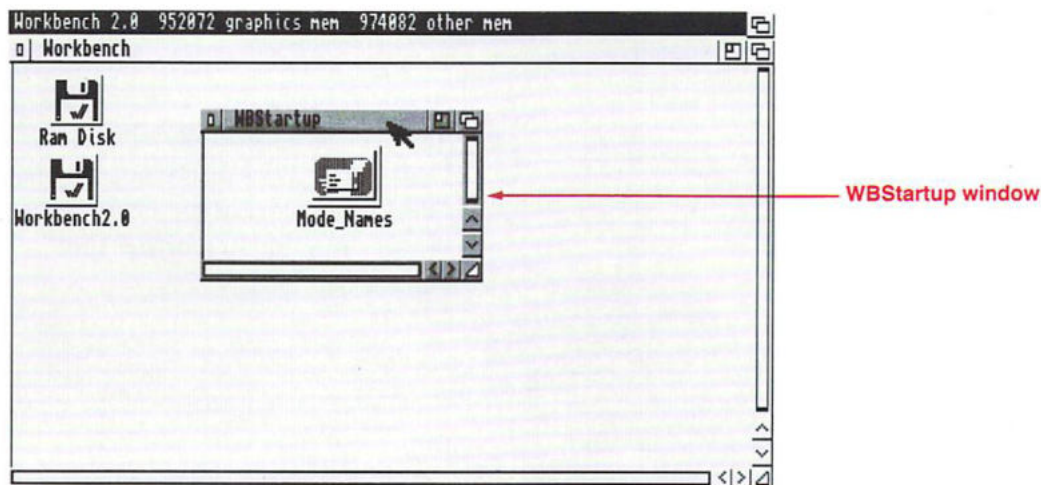 Workbench 2.0 952072 graphics mem 974082 other mem
Workbench
Ram Disk
WBStartup
Workbench2.0
Mode_Names
WBStartup window